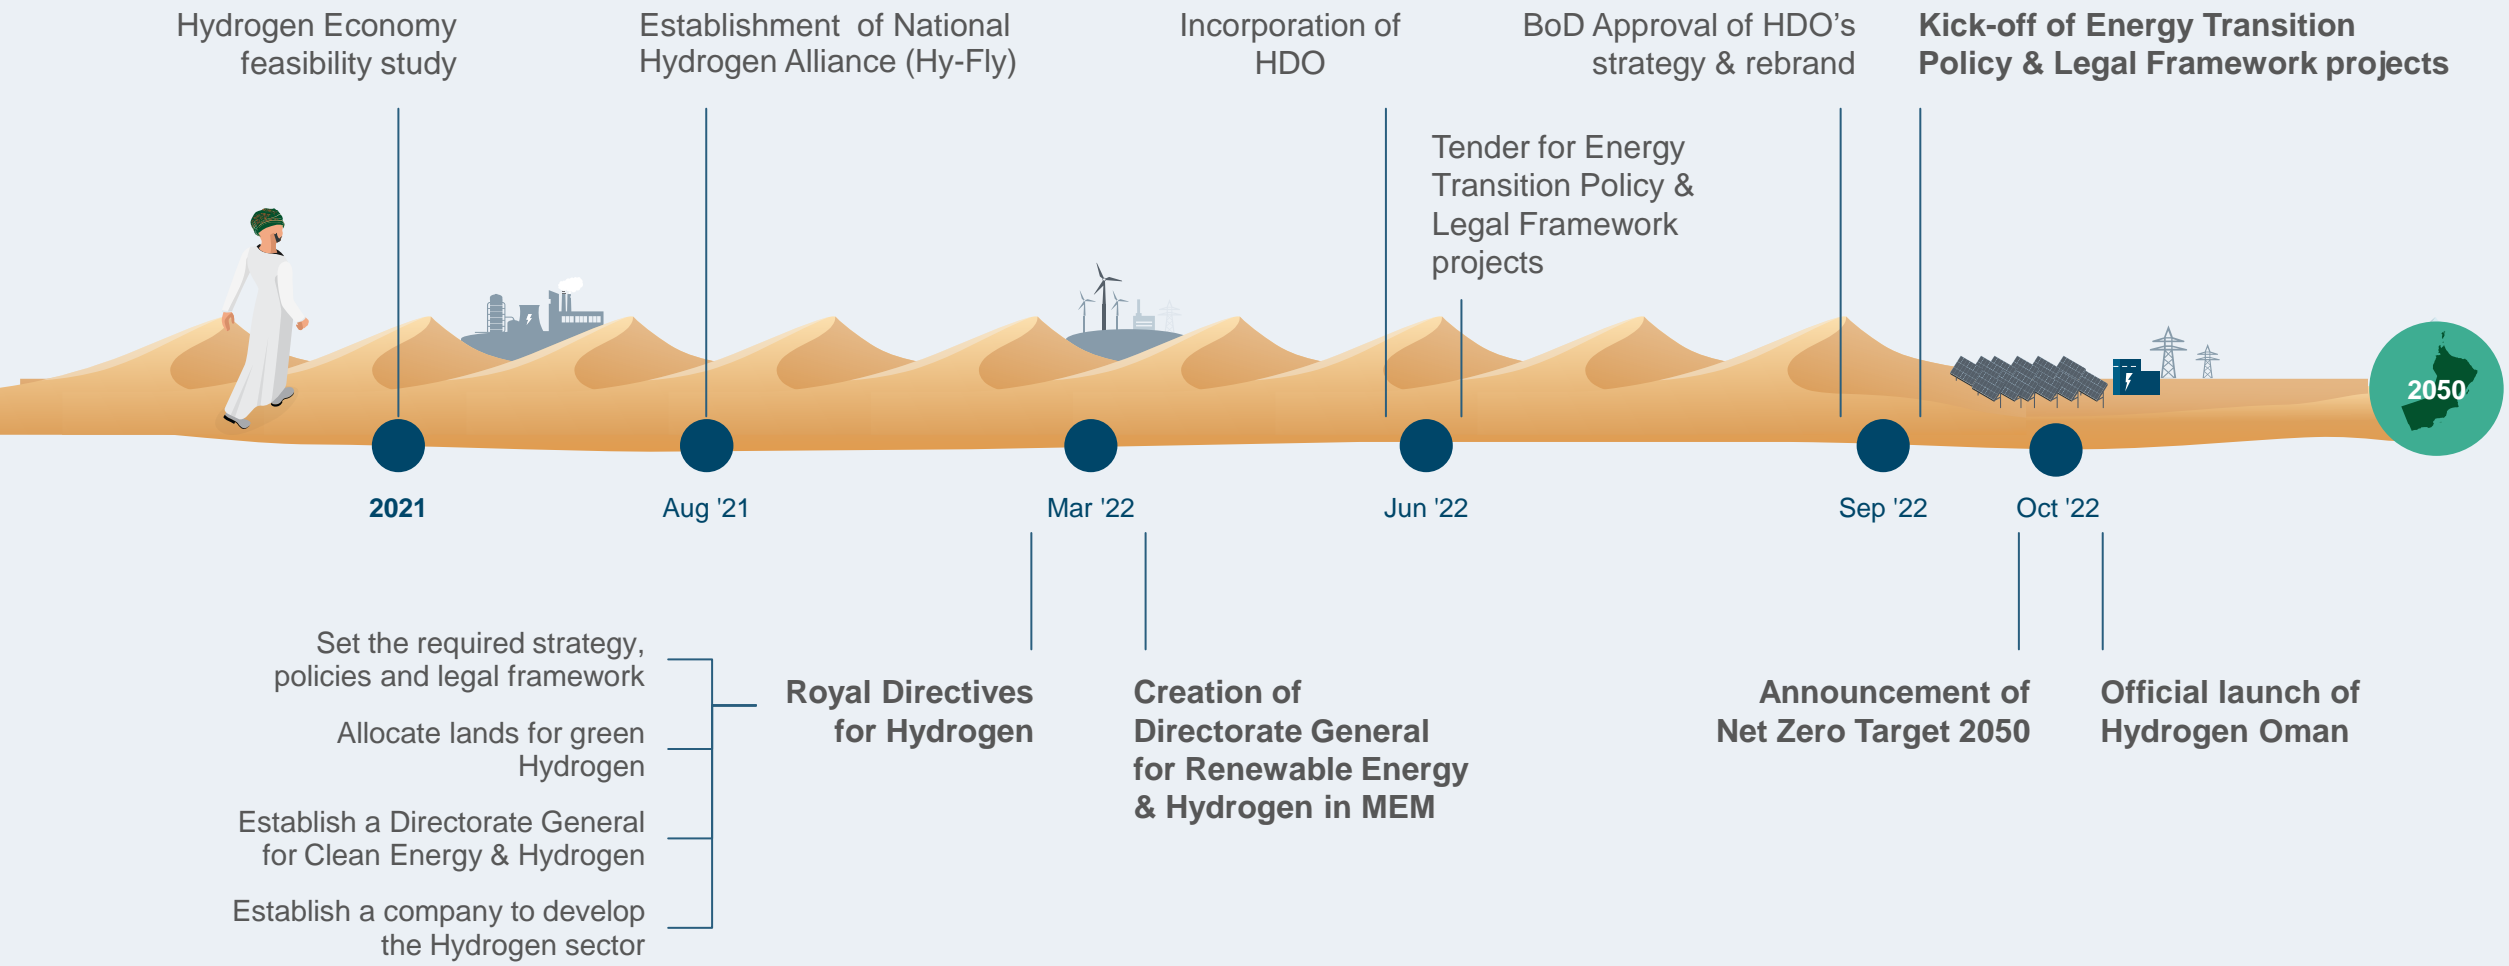 Hydrogen Economy
feasibility study
Establishment of National
Hydrogen Alliance (Hy-Fly)
Incorporation of
HDO
BoD Approval of HDO’s
strategy & rebrand
Kick-off of Energy Transition
Policy & Legal Framework projects
Tender for Energy
Transition Policy &
Legal Framework
projects
2050
2021
Aug '21
Mar '22
Jun '22
Sep '22
Oct '22
Set the required strategy,
policies and legal framework
Allocate lands for green
Hydrogen
Establish a Directorate General
for Clean Energy & Hydrogen
Establish a company to develop
the Hydrogen sector
Royal Directives
for Hydrogen
Creation of
Directorate General
for Renewable Energy
& Hydrogen in MEM
Announcement of
Net Zero Target 2050
Official launch of
Hydrogen Oman